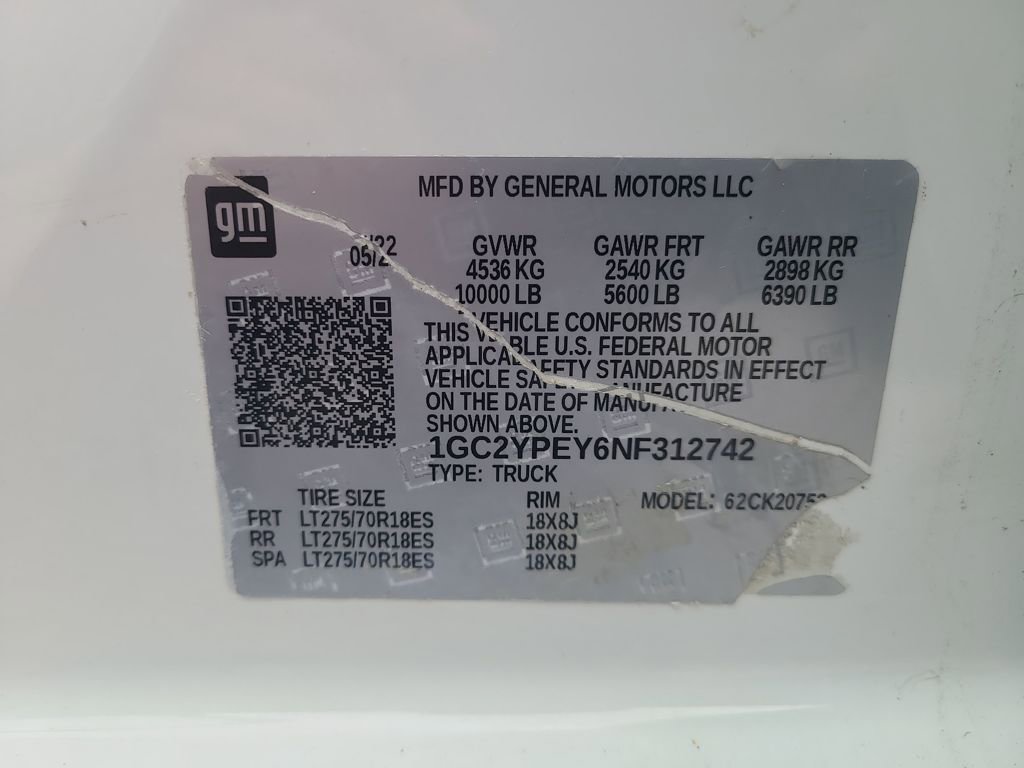 MFD BY GENERAL MOTORS LLC
gm
05/22 GVWR GAWR FRT GAWR RR
4536 KG 2540 KG 2898 KG
10000 LB 5600 LB 6390 LB
THIS VEHICLE CONFORMS TO ALL
U.S. FEDERAL MOTOR
VEHICLE STANDARDS IN EFFECT
ON THE DATE OF
SHOWN ABOVE.
1GC2YPEY6NF312742
TYPE: TRUCK
TIRE SIZE RIM MODEL:
FRT LT275/70R18ES 18X8J
RR LT275/70R18ES 18X8J
SPA LT275/70R18ES 18X8J